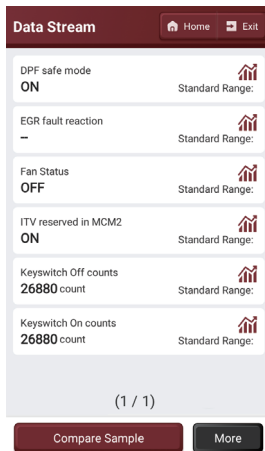 Data Stream
Home
Exit
DPF safe mode
ON
Standard Range:
EGR fault reaction
–
Standard Range:
Fan Status
OFF
Standard Range:
ITV reserved in MCM2
ON
Standard Range:
Keyswitch Off counts
26880 count
Standard Range:
Keyswitch On counts
26880 count
Standard Range:
(1 / 1)
Compare Sample
More